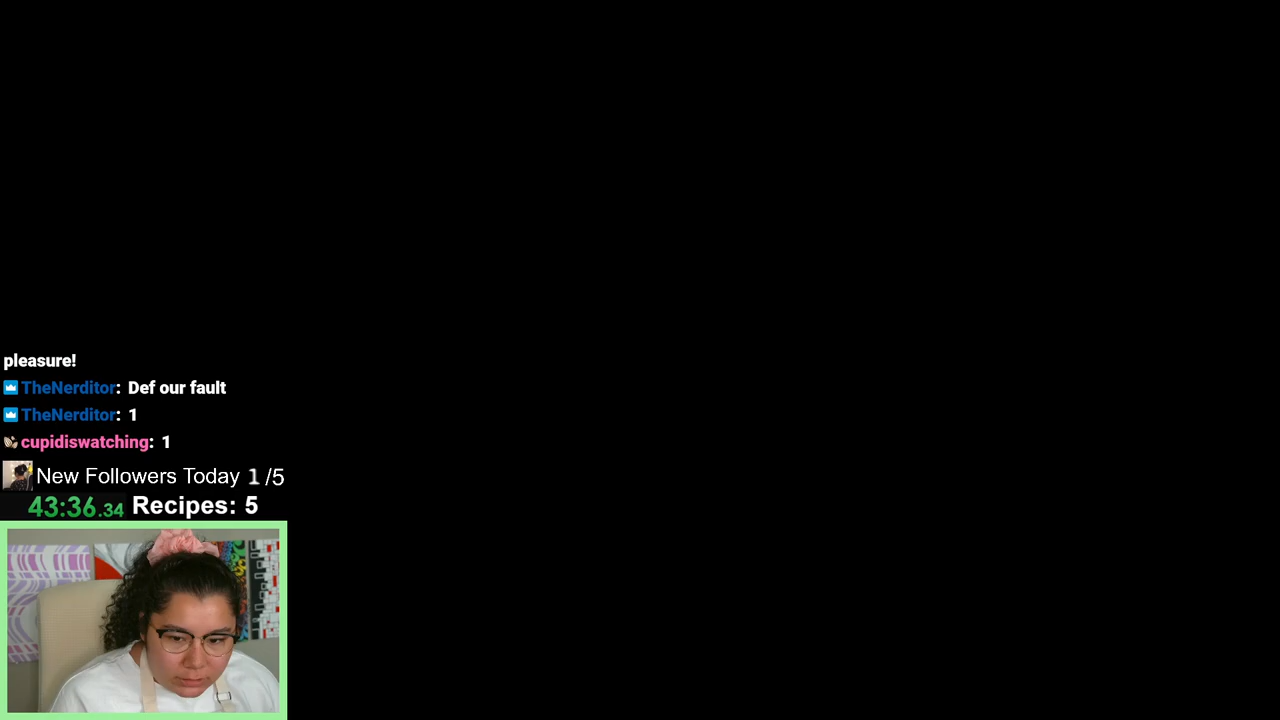 pleasure!
TheNerditor: Def our fault
TheNerditor: 1
cupidiswatching: 1
New Followers Today 1 /5
43:36.34 Recipes: 5